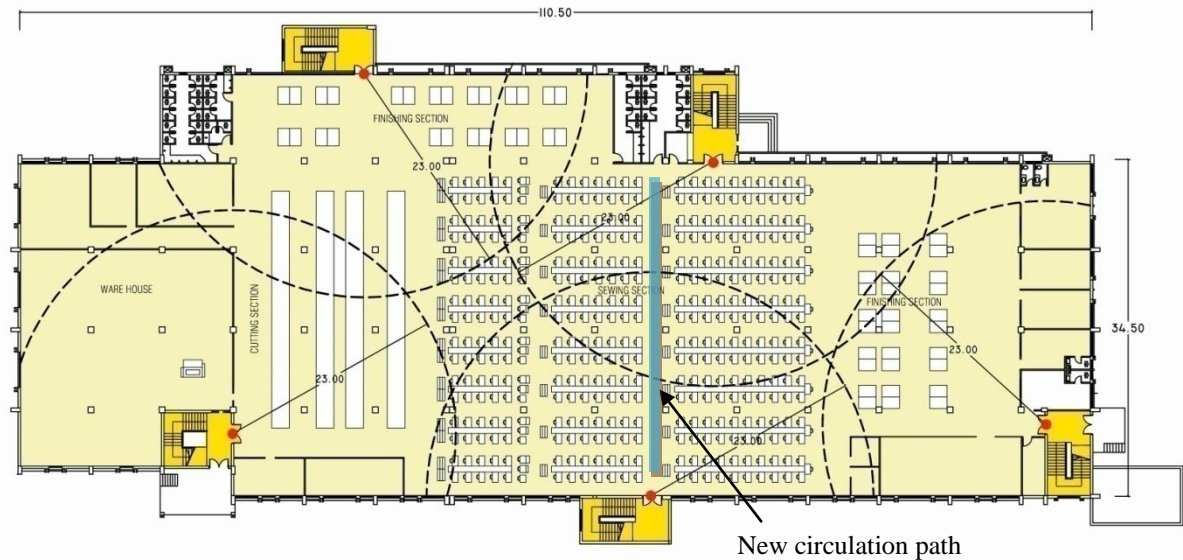 110.50
FINISHING SECTION
23.00
23.00
WARE HOUSE
CUTTING SECTION
SEWING SECTION
FINISHING SECTION
34.50
23.00
23.00
23.00
New circulation path